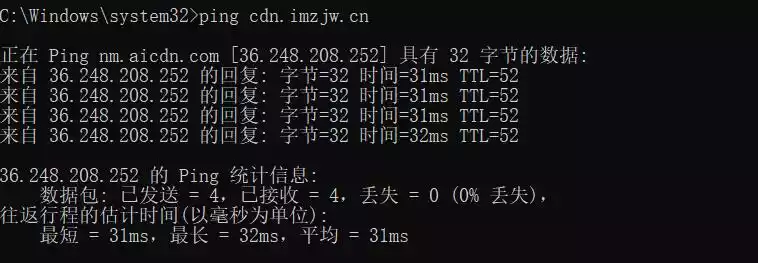 C:\Windows\system32>ping cdn.imzjw.cn
正在 Ping nm.aicdn.com [36.248.208.252] 具有 32 字节的数据:
来自 36.248.208.252 的回复: 字节=32 时间=31ms TTL=52
来自 36.248.208.252 的回复: 字节=32 时间=31ms TTL=52
来自 36.248.208.252 的回复: 字节=32 时间=31ms TTL=52
来自 36.248.208.252 的回复: 字节=32 时间=32ms TTL=52
36.248.208.252 的 Ping 统计信息:
数据包: 已发送 = 4，已接收 = 4，丢失 = 0 (0% 丢失)，
往返行程的估计时间(以毫秒为单位):
最短 = 31ms，最长 = 32ms，平均 = 31ms